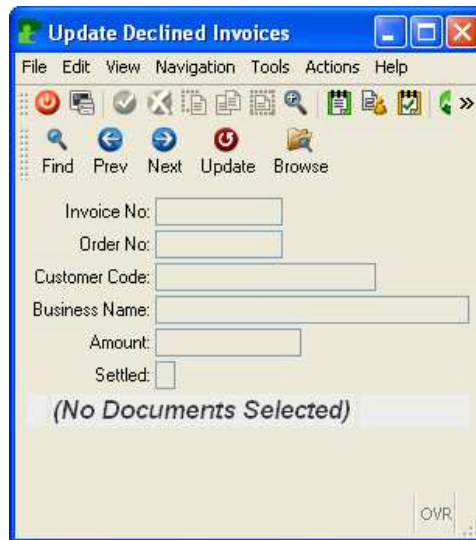 Update Declined Invoices
File Edit View Navigation Tools Actions Help
Find Prev Next Update Browse
Invoice No:
Order No:
Customer Code:
Business Name:
Amount:
Settled:
(No Documents Selected)
OVR